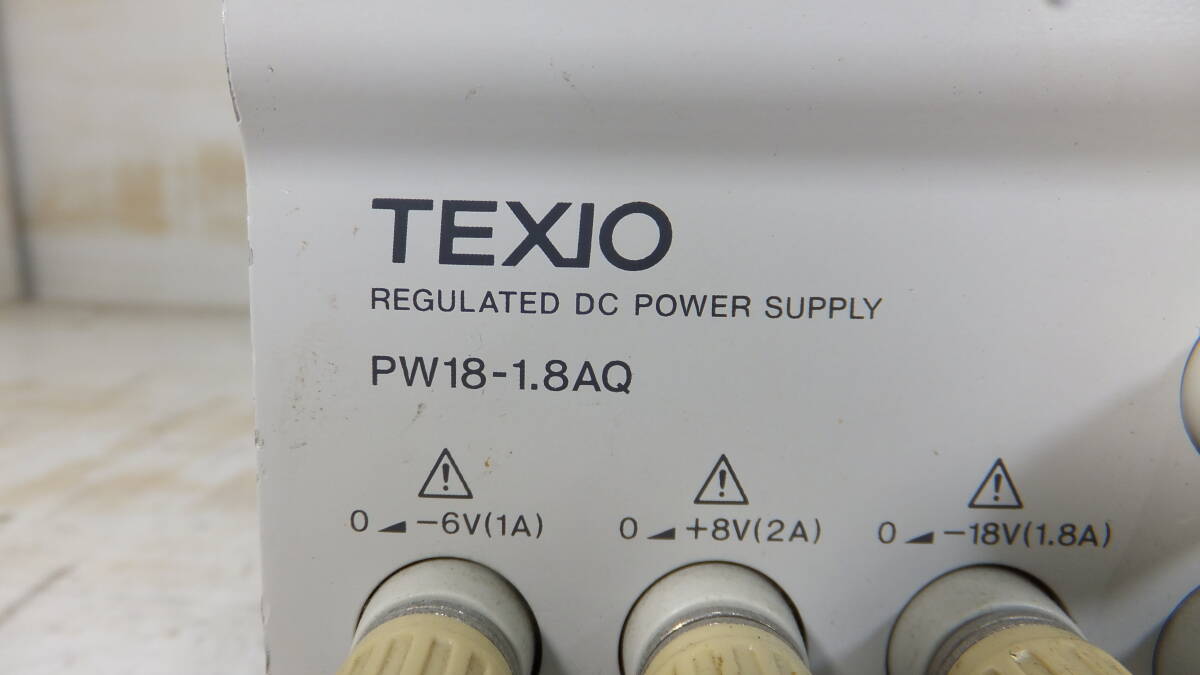 TEXIO
REGULATED DC POWER SUPPLY
PW18-1.8AQ
0 -6V(1A)
0 +8V(2A)
0 -18V(1.8A)